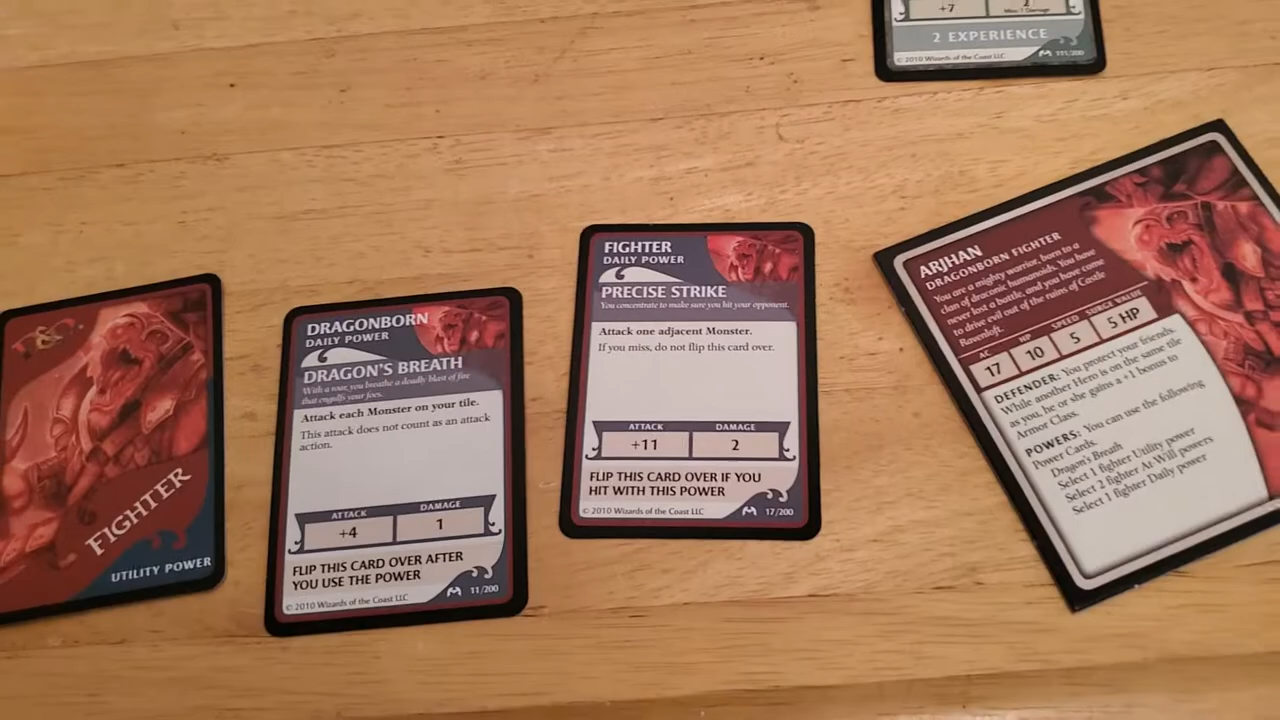 +7
2
Miss: 1 Damage
2 EXPERIENCE
© 2010 Wizards of the Coast LLC
D&D
FIGHTER
UTILITY POWER
DRAGONBORN
DAILY POWER
DRAGON'S BREATH
With a roar, you breathe a deadly blast of fire
that engulfs your foes.
Attack each Monster on your tile.
This attack does not count as an attack
action.
ATTACK DAMAGE
+4 1
FLIP THIS CARD OVER AFTER
YOU USE THE POWER
© 2010 Wizards of the Coast LLC 11/200
FIGHTER
DAILY POWER
PRECISE STRIKE
You concentrate to make sure you hit your opponent.
Attack one adjacent Monster.
If you miss, do not flip this card over.
ATTACK DAMAGE
+11 2
FLIP THIS CARD OVER IF YOU
HIT WITH THIS POWER
© 2010 Wizards of the Coast LLC 17/200
ARJHAN
DRAGONBORN FIGHTER
You are a mighty warrior, born to a
clan of draconic humanoids. You have
never lost a battle, and you have come
to drive evil out of the ruins of Castle
Ravenloft.
AC HP SPEED SURGE VALUE
17 10 5 5 HP
DEFENDER: You protect your friends.
While another Hero is on the same tile
as you, he or she gains a +1 bonus to
Armor Class.
POWERS: You can use the following
Power Cards.
Dragon's Breath
Select 1 fighter Utility power
Select 2 fighter At Will powers
Select 1 fighter Daily power